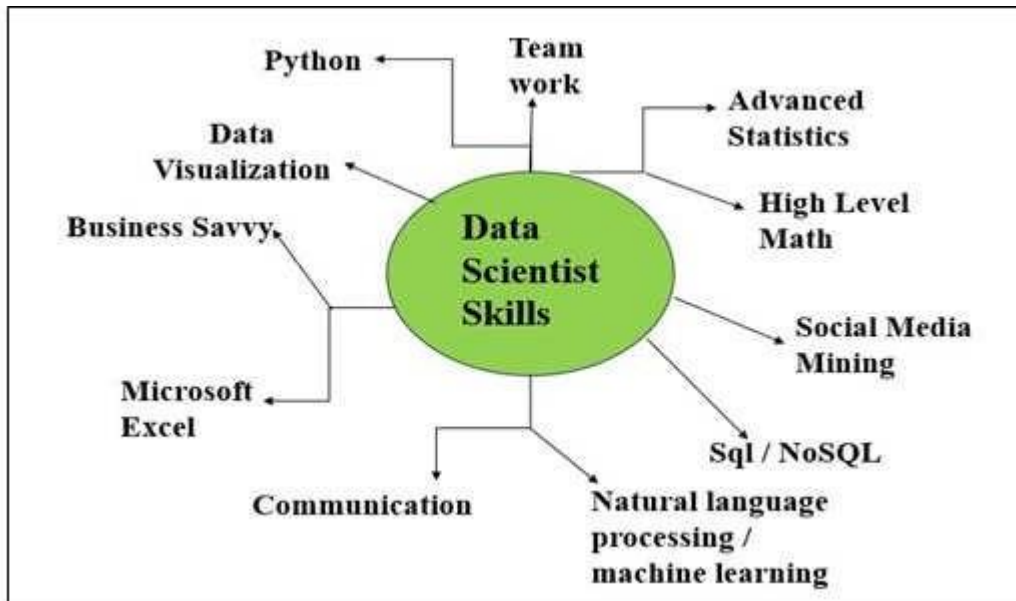 Team
work
Python
Advanced
Statistics
Data
Visualization
High Level
Math
Business Savvy
Data
Scientist
Skills
Social Media
Mining
Microsoft
Excel
Sql / NoSQL
Communication
Natural language
processing /
machine learning